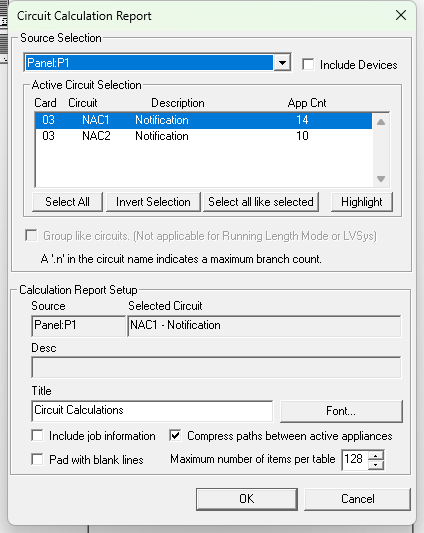 Circuit Calculation Report
Source Selection
Panel:P1
Include Devices
Active Circuit Selection
Card Circuit Description App Cnt
03 NAC1 Notification 14
03 NAC2 Notification 10
Select All Invert Selection Select all like selected Highlight
Group like circuits. (Not applicable for Running Length Mode or LVSys)
A '.n' in the circuit name indicates a maximum branch count.
Calculation Report Setup
Source Selected Circuit
Panel:P1 NAC1 - Notification
Desc
Title
Circuit Calculations Font...
Include job information Compress paths between active appliances
Pad with blank lines Maximum number of items per table 128
OK Cancel